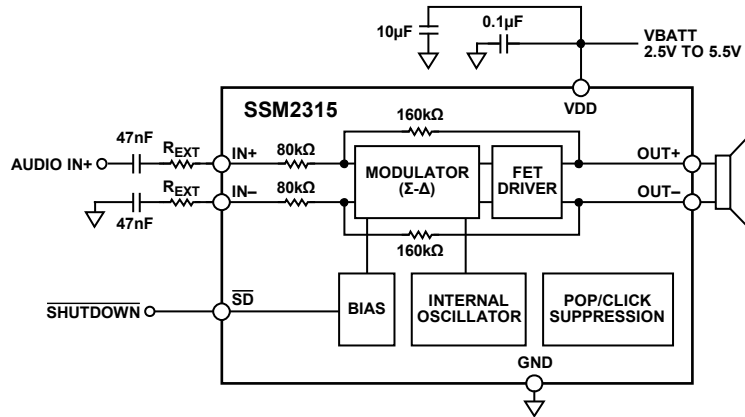 10µF
0.1µF
VBATT
2.5V TO 5.5V
SSM2315
VDD
160kΩ
47nF
REXT
AUDIO IN+
IN+
80kΩ
MODULATOR
(Σ-Δ)
FET
DRIVER
OUT+
REXT
IN–
80kΩ
OUT–
47nF
160kΩ
SHUTDOWN
SD
BIAS
INTERNAL
OSCILLATOR
POP/CLICK
SUPPRESSION
GND